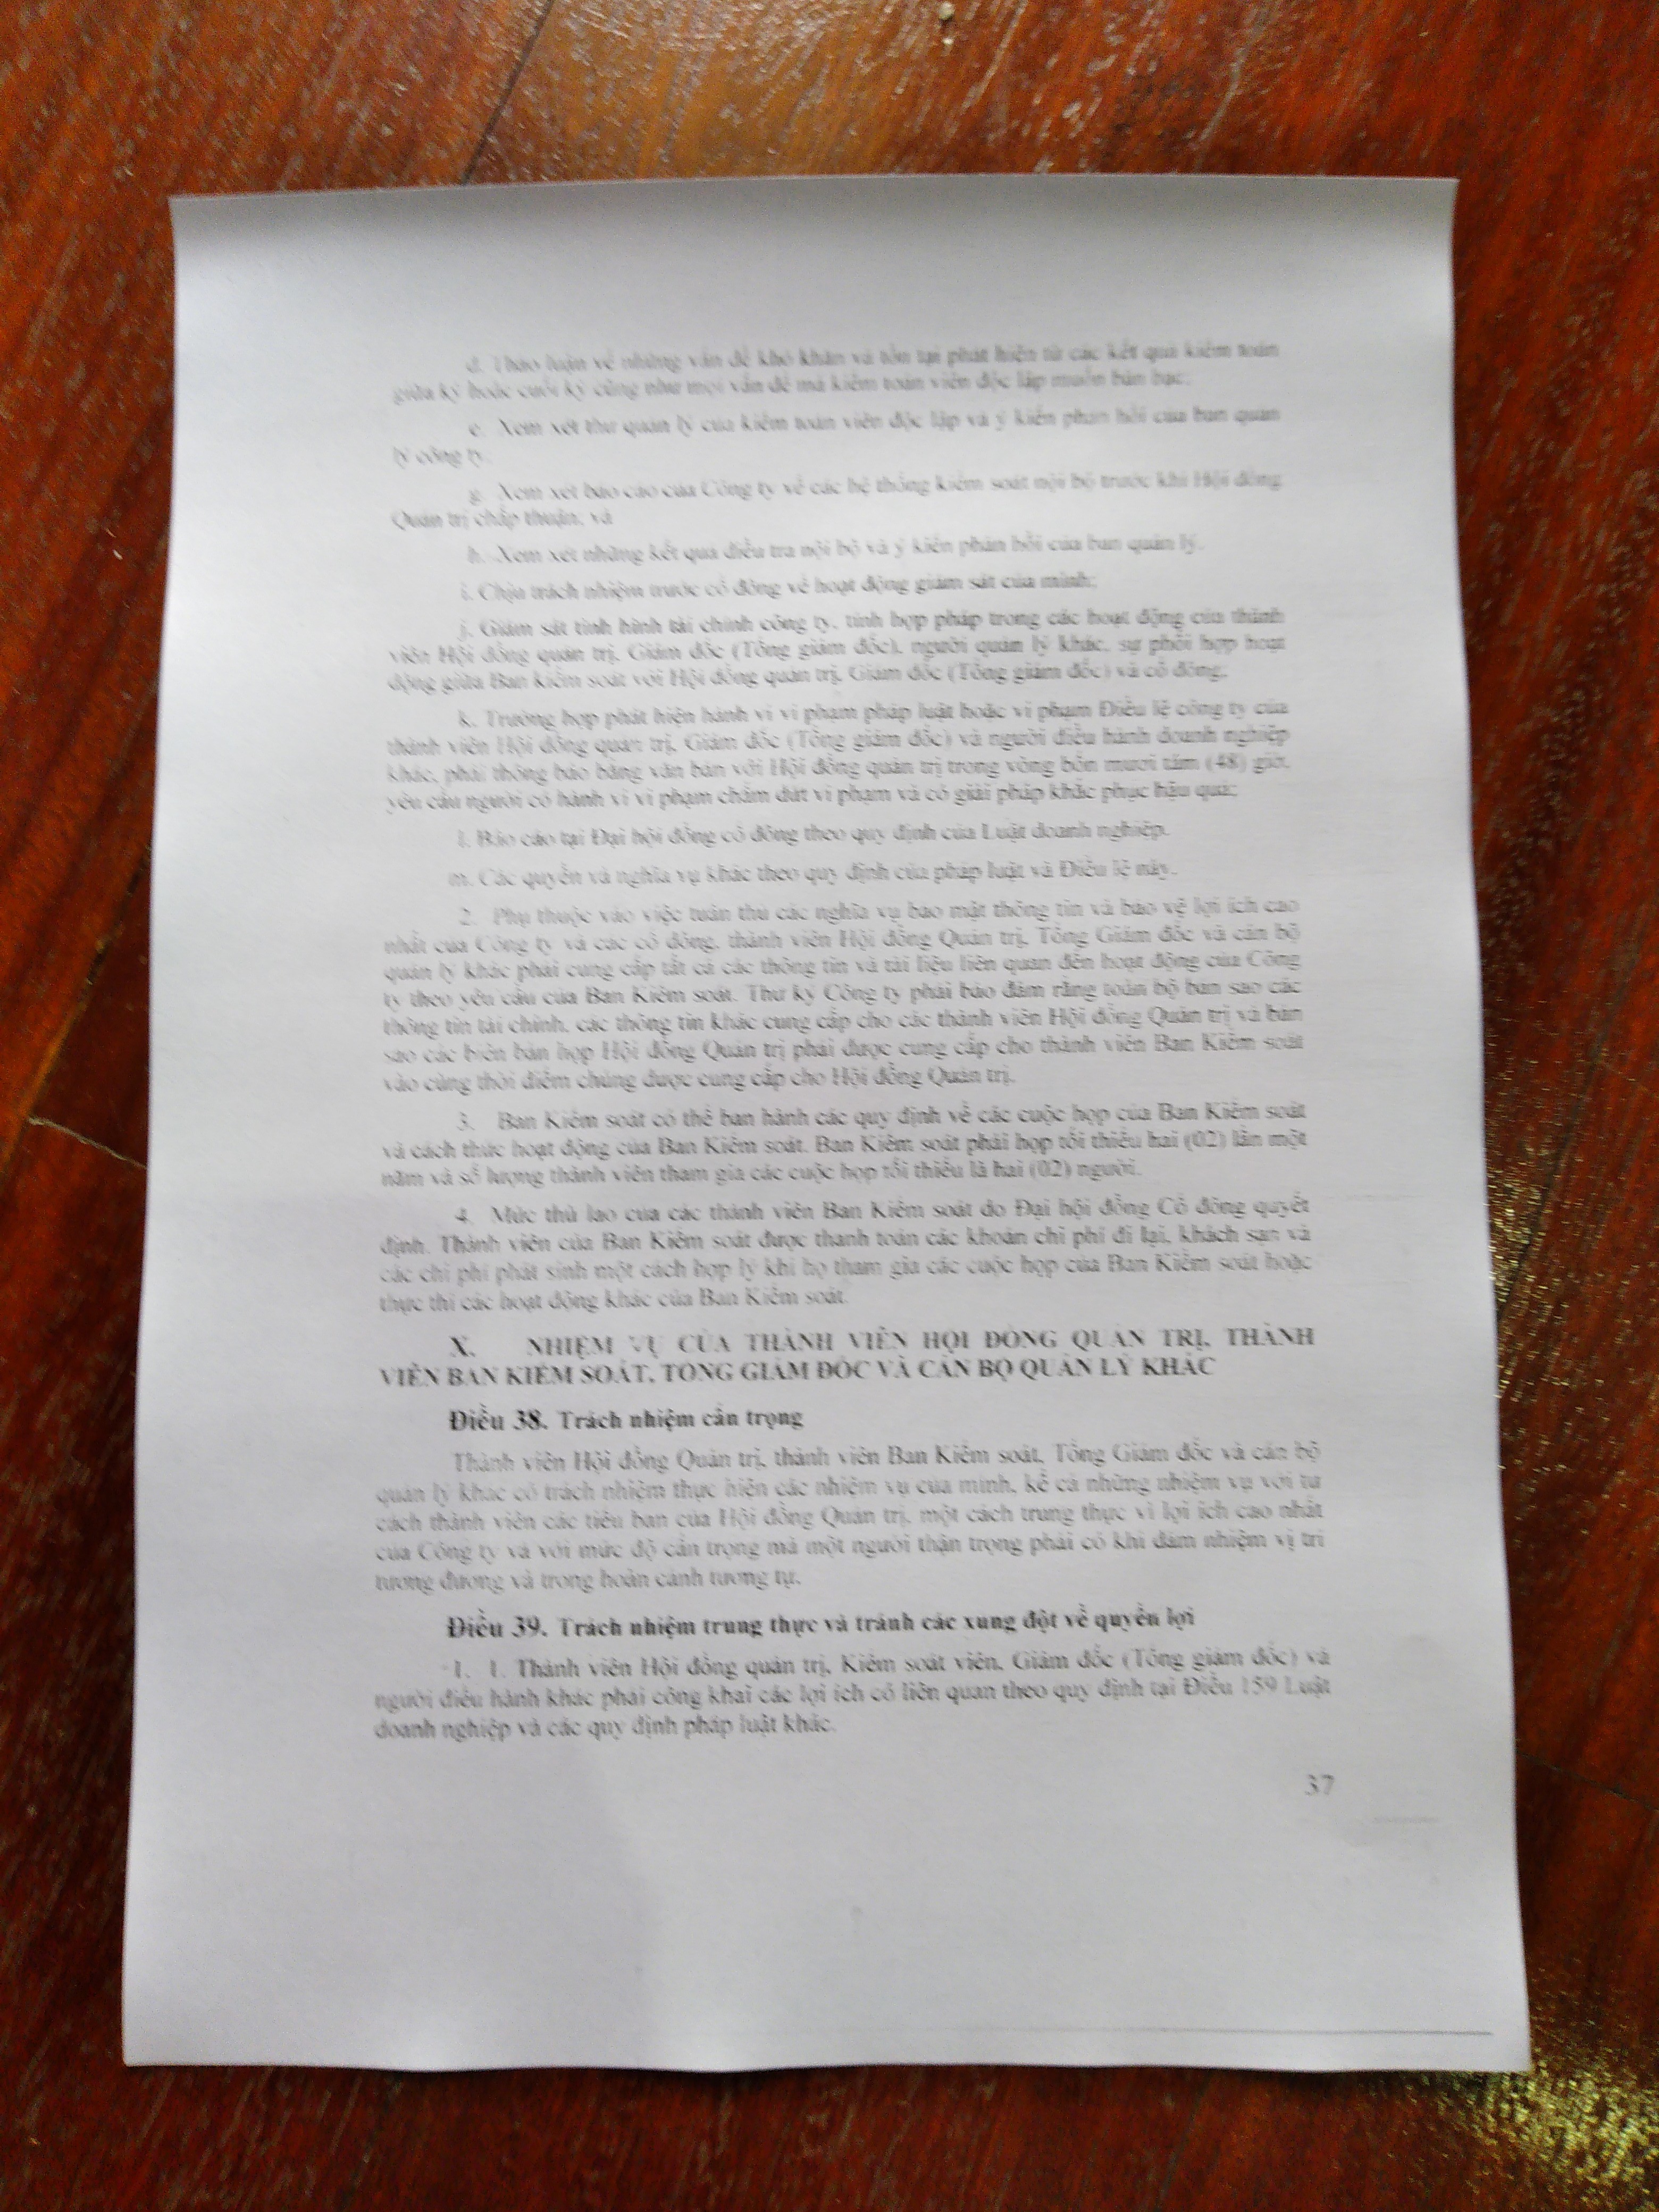 d. Thảo luận về những vấn đề khó khăn và tồn tại phát hiện từ các kết quả kiểm toán
giữa kỳ hoặc cuối kỳ cũng như mọi vấn đề mà kiểm toán viên độc lập muốn bàn bạc;
e. Xem xét thư quản lý của kiểm toán viên độc lập và ý kiến phản hồi của ban quản
lý công ty;
g. Xem xét báo cáo của Công ty về các hệ thống kiểm soát nội bộ trước khi Hội đồng
Quản trị chấp thuận; và
h. Xem xét những kết quả điều tra nội bộ và ý kiến phản hồi của ban quản lý.
i. Chịu trách nhiệm trước cổ đông về hoạt động giám sát của mình;
j. Giám sát tình hình tài chính công ty, tính hợp pháp trong các hoạt động của thành
viên Hội đồng quản trị, Giám đốc (Tổng giám đốc), người quản lý khác, sự phối hợp hoạt
động giữa Ban kiểm soát với Hội đồng quản trị, Giám đốc (Tổng giám đốc) và cổ đông;
k. Trường hợp phát hiện hành vi vi phạm pháp luật hoặc vi phạm Điều lệ công ty của
thành viên Hội đồng quản trị, Giám đốc (Tổng giám đốc) và người điều hành doanh nghiệp
khác, phải thông báo bằng văn bản với Hội đồng quản trị trong vòng bốn mươi tám (48) giờ,
yêu cầu người có hành vi vi phạm chấm dứt vi phạm và có giải pháp khắc phục hậu quả;
l. Báo cáo tại Đại hội đồng cổ đông theo quy định của Luật doanh nghiệp.
m. Các quyền và nghĩa vụ khác theo quy định của pháp luật và Điều lệ này.
2. Phụ thuộc vào việc tuân thủ các nghĩa vụ bảo mật thông tin và bảo vệ lợi ích cao
nhất của Công ty và các cổ đông, thành viên Hội đồng Quản trị, Tổng Giám đốc và cán bộ
quản lý khác phải cung cấp tất cả các thông tin và tài liệu liên quan đến hoạt động của Công
ty theo yêu cầu của Ban Kiểm soát. Thư ký Công ty phải bảo đảm rằng toàn bộ bản sao các
thông tin tài chính, các thông tin khác cung cấp cho các thành viên Hội đồng Quản trị và bản
sao các biên bản họp Hội đồng Quản trị phải được cung cấp cho thành viên Ban Kiểm soát
vào cùng thời điểm chúng được cung cấp cho Hội đồng Quản trị.
3. Ban Kiểm soát có thể ban hành các quy định về các cuộc họp của Ban Kiểm soát
và cách thức hoạt động của Ban Kiểm soát. Ban Kiểm soát phải họp tối thiểu hai (02) lần một
năm và số lượng thành viên tham gia các cuộc họp tối thiểu là hai (02) người.
4. Mức thù lao của các thành viên Ban Kiểm soát do Đại hội đồng Cổ đông quyết
định. Thành viên của Ban Kiểm soát được thanh toán các khoản chi phí đi lại, khách sạn và
các chi phí phát sinh một cách hợp lý khi họ tham gia các cuộc họp của Ban Kiểm soát hoặc
thực thi các hoạt động khác của Ban Kiểm soát.
X. NHIỆM VỤ CỦA THÀNH VIÊN HỘI ĐỒNG QUẢN TRỊ, THÀNH
VIÊN BAN KIỂM SOÁT, TỔNG GIÁM ĐỐC VÀ CÁN BỘ QUẢN LÝ KHÁC
Điều 38. Trách nhiệm cẩn trọng
Thành viên Hội đồng Quản trị, thành viên Ban Kiểm soát, Tổng Giám đốc và cán bộ
quản lý khác có trách nhiệm thực hiện các nhiệm vụ của mình, kể cả những nhiệm vụ với tư
cách thành viên các tiểu ban của Hội đồng Quản trị, một cách trung thực vì lợi ích cao nhất
của Công ty và với mức độ cẩn trọng mà một người thận trọng phải có khi đảm nhiệm vị trí
tương đương và trong hoàn cảnh tương tự.
Điều 39. Trách nhiệm trung thực và tránh các xung đột về quyền lợi
1. 1. Thành viên Hội đồng quản trị, Kiểm soát viên, Giám đốc (Tổng giám đốc) và
người điều hành khác phải công khai các lợi ích có liên quan theo quy định tại Điều 159 Luật
doanh nghiệp và các quy định pháp luật khác.
37